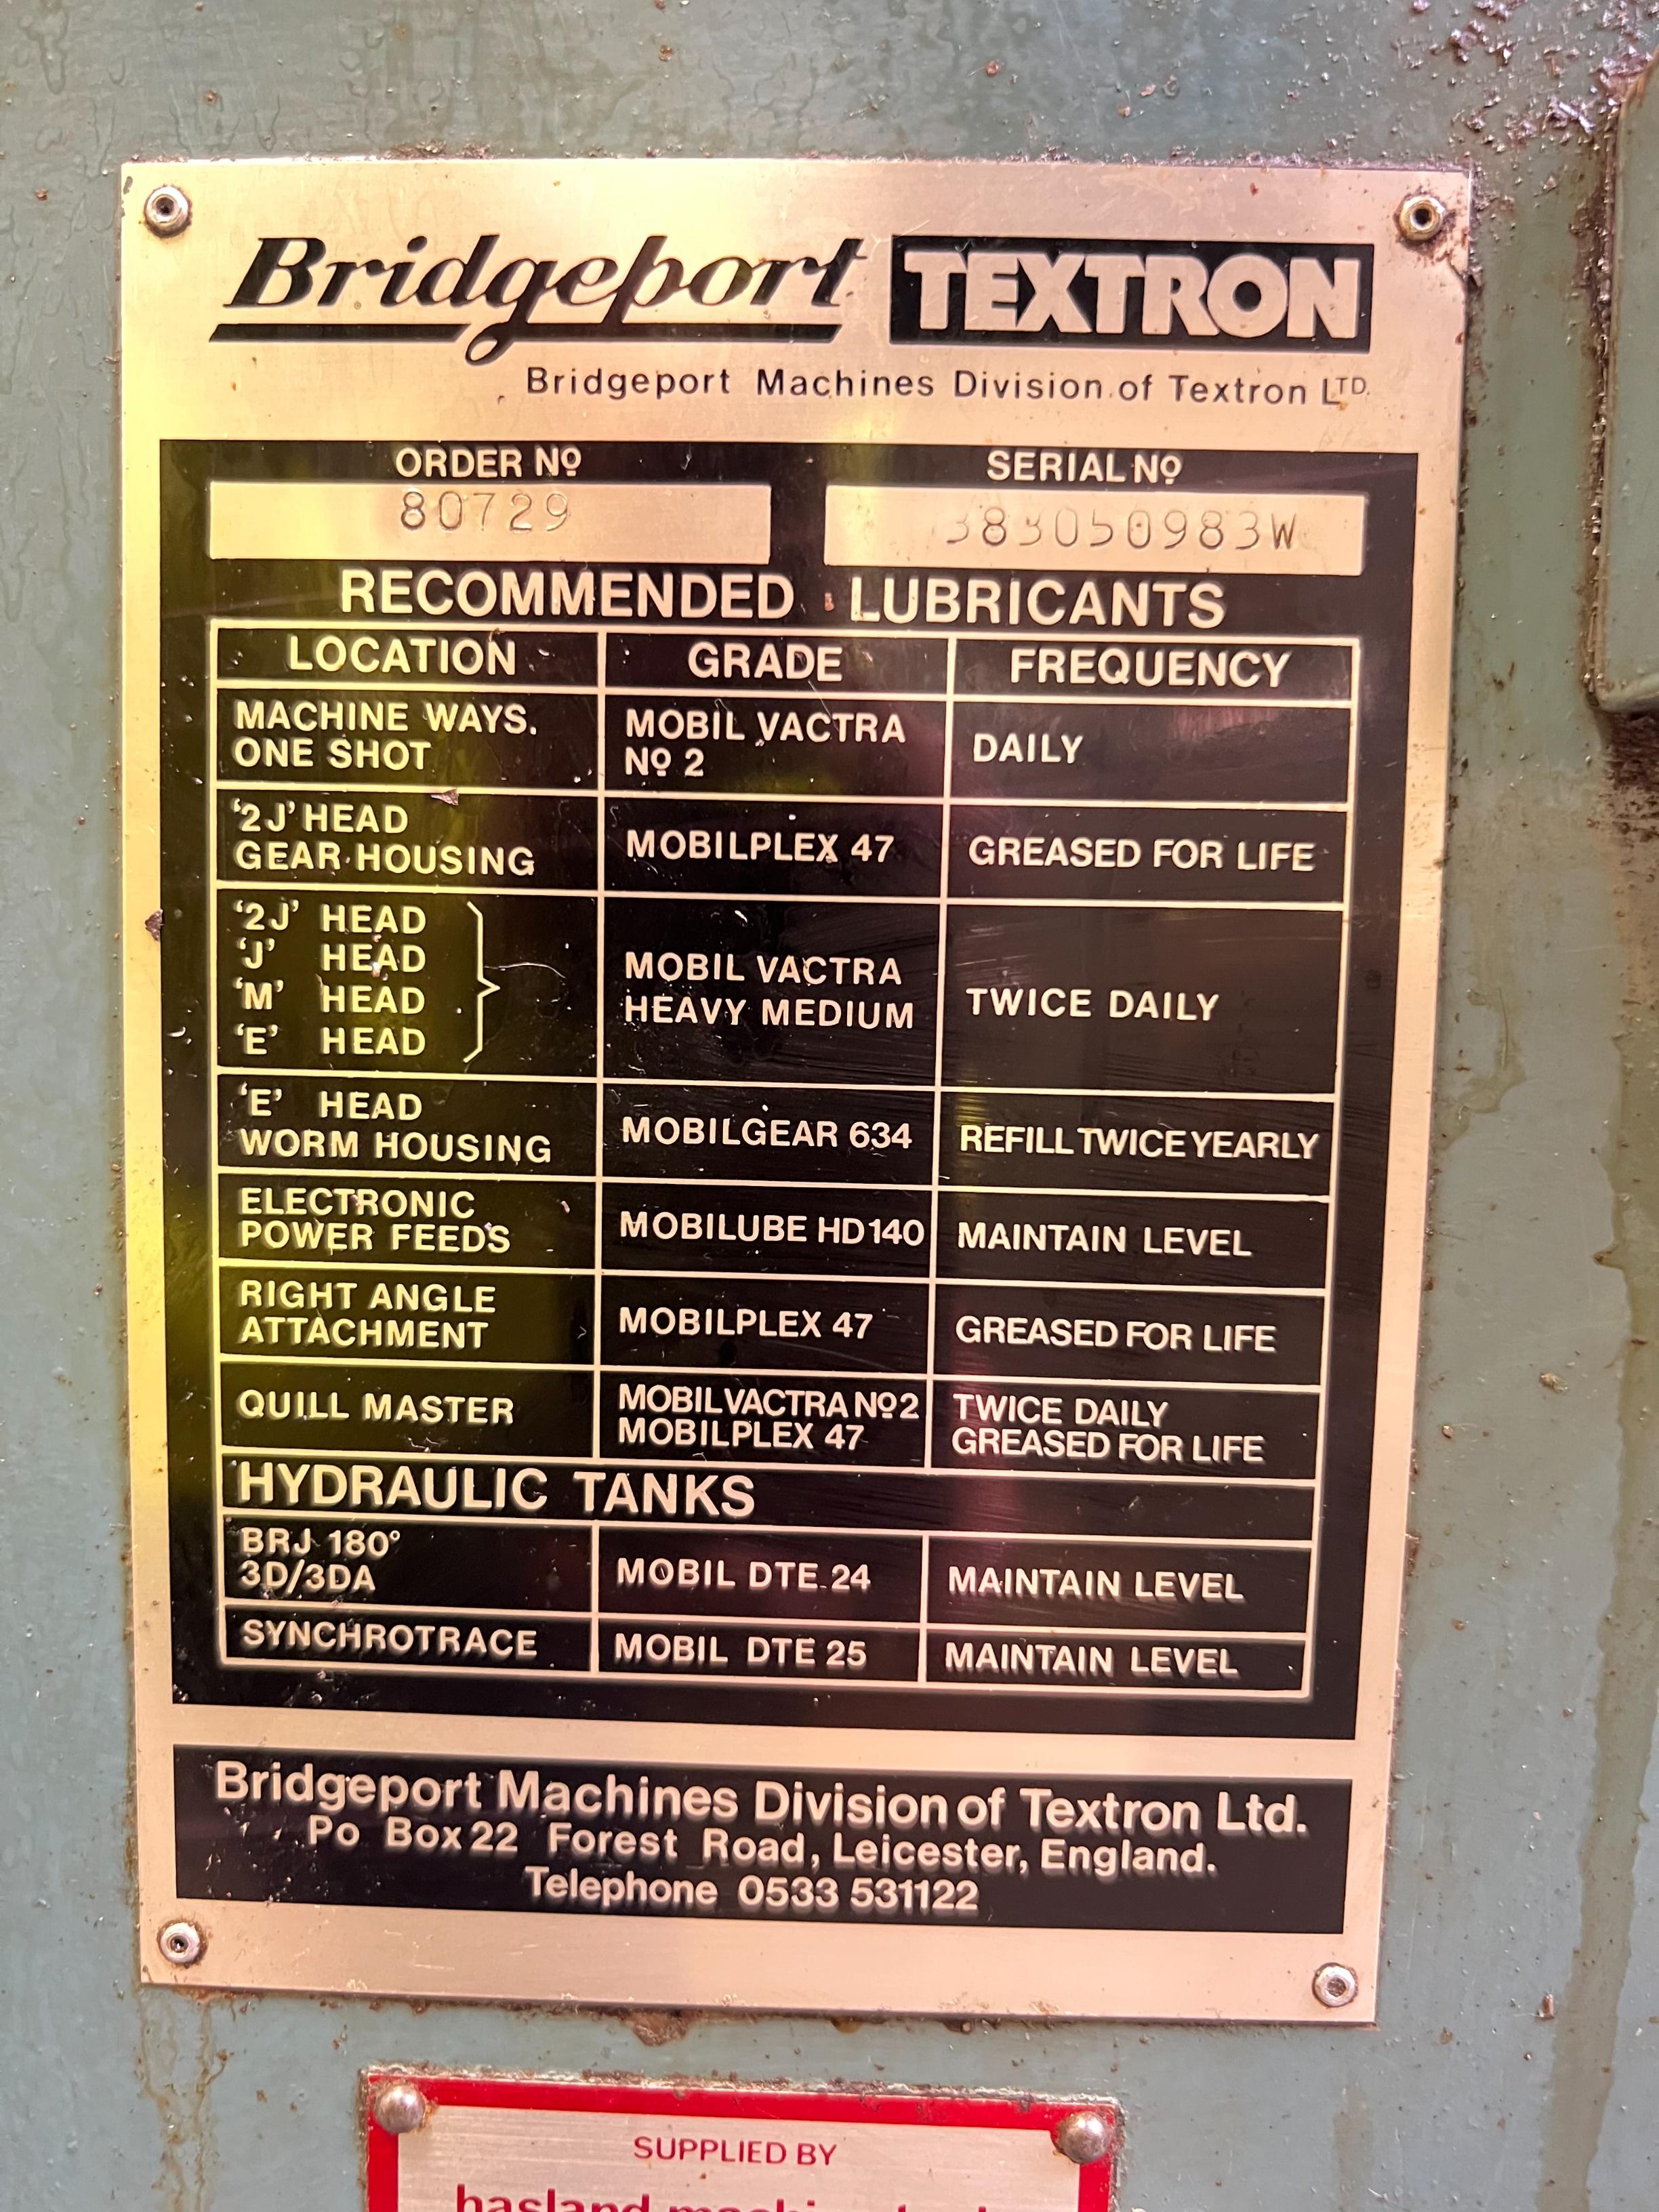 Bridgeport TEXTRON
Bridgeport Machines Division of Textron LTD.
ORDER Nº SERIAL Nº
80729 383050983W
RECOMMENDED LUBRICANTS
LOCATION GRADE FREQUENCY
MACHINE WAYS.
ONE SHOT
MOBIL VACTRA
Nº 2
DAILY
‘2J’ HEAD
GEAR HOUSING
MOBILPLEX 47
GREASED FOR LIFE
‘2J’ HEAD
‘J’ HEAD
‘M’ HEAD
‘E’ HEAD
MOBIL VACTRA
HEAVY MEDIUM
TWICE DAILY
‘E’ HEAD
WORM HOUSING
MOBILGEAR 634
REFILL TWICE YEARLY
ELECTRONIC
POWER FEEDS
MOBILUBE HD140
MAINTAIN LEVEL
RIGHT ANGLE
ATTACHMENT
MOBILPLEX 47
GREASED FOR LIFE
QUILL MASTER
MOBIL VACTRA Nº2
MOBILPLEX 47
TWICE DAILY
GREASED FOR LIFE
HYDRAULIC TANKS
BRJ 180°
3D/3DA
MOBIL DTE 24
MAINTAIN LEVEL
SYNCHROTRACE
MOBIL DTE 25
MAINTAIN LEVEL
Bridgeport Machines Division of Textron Ltd.
Po Box 22 Forest Road, Leicester, England.
Telephone 0533 531122
SUPPLIED BY